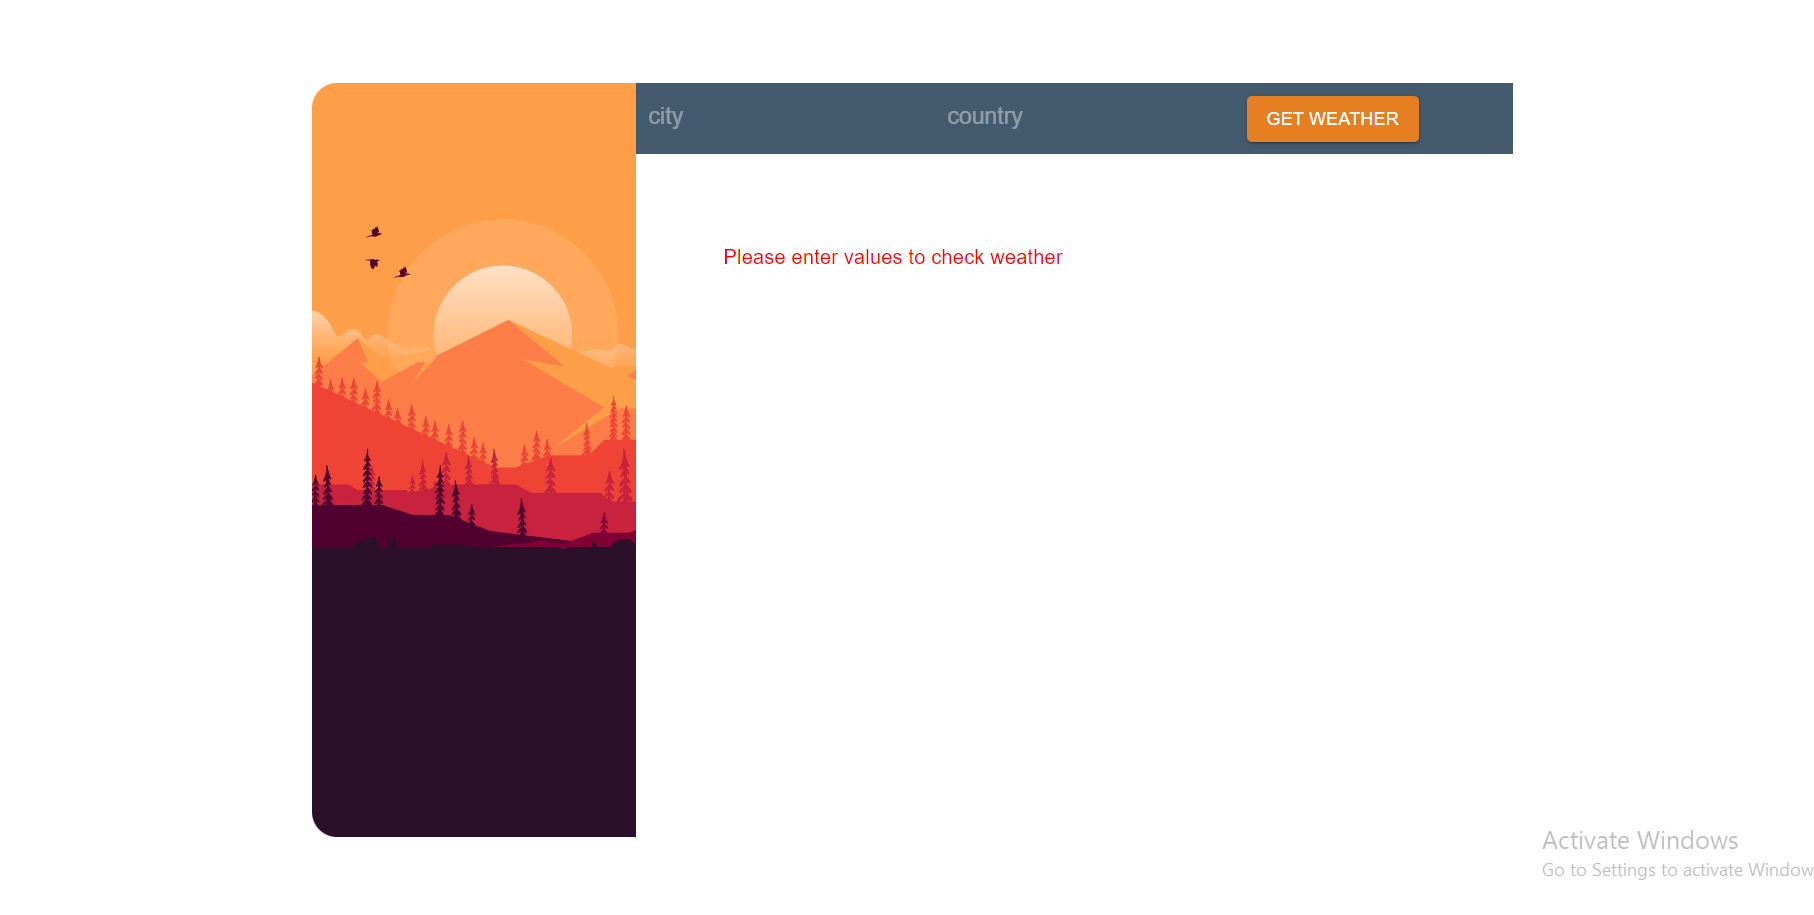 city
country
GET WEATHER
Please enter values to check weather
Activate Windows
Go to Settings to activate Window